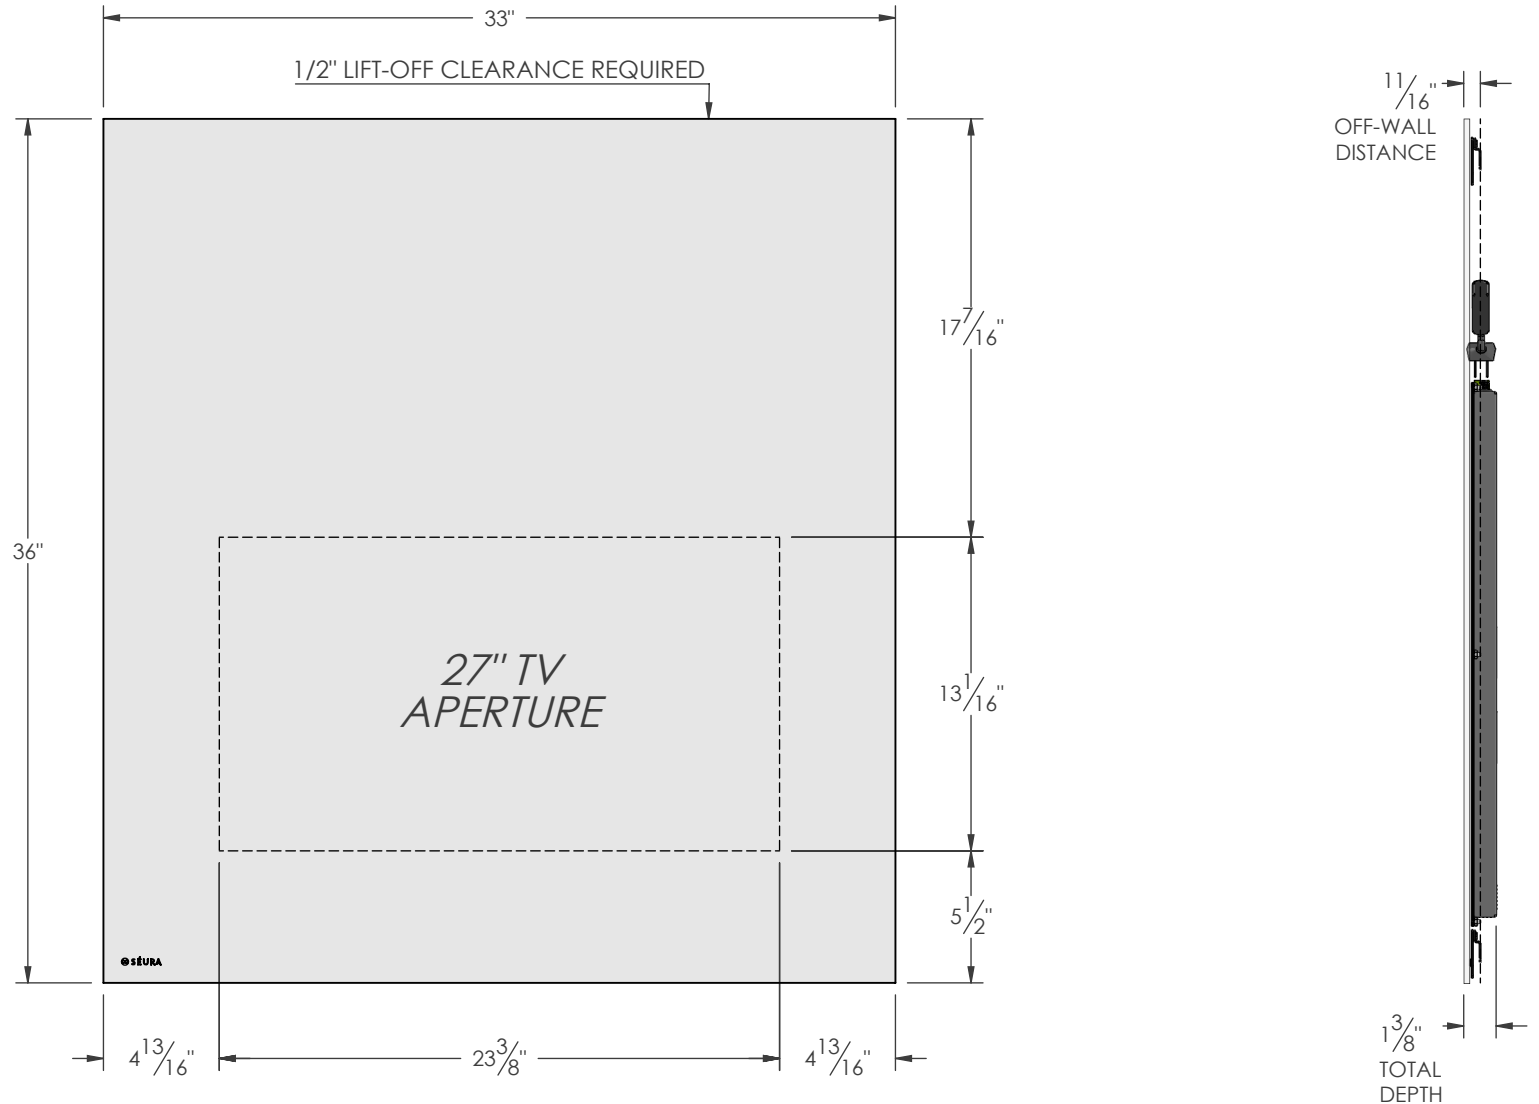 33"
1/2" LIFT-OFF CLEARANCE REQUIRED
11/16"
OFF-WALL
DISTANCE
17 7/16"
36"
27" TV
APERTURE
13 1/16"
5 1/2"
SÉURA
4 13/16"
23 3/8"
4 13/16"
1 3/8"
TOTAL
DEPTH